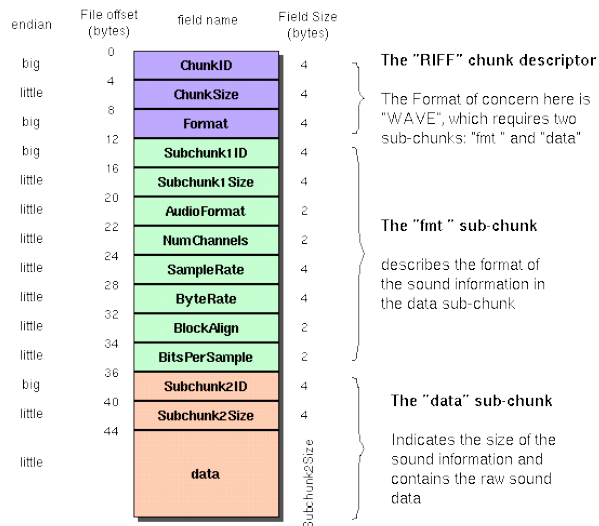 endian File offset (bytes) field name Field Size (bytes)
0
big ChunkID 4
4
little ChunkSize 4
8
big Format 4
12
The "RIFF" chunk descriptor
The Format of concern here is
"WAVE", which requires two
sub-chunks: "fmt " and "data"
big Subchunk1ID 4
16
little Subchunk1Size 4
20
little AudioFormat 2
22
little NumChannels 2
24
little SampleRate 4
28
little ByteRate 4
32
little BlockAlign 2
34
little BitsPerSample 2
36
The "fmt " sub-chunk
describes the format of
the sound information in
the data sub-chunk
big Subchunk2ID 4
40
little Subchunk2Size 4
44
little data Subchunk2Size
The "data" sub-chunk
Indicates the size of the
sound information and
contains the raw sound
data